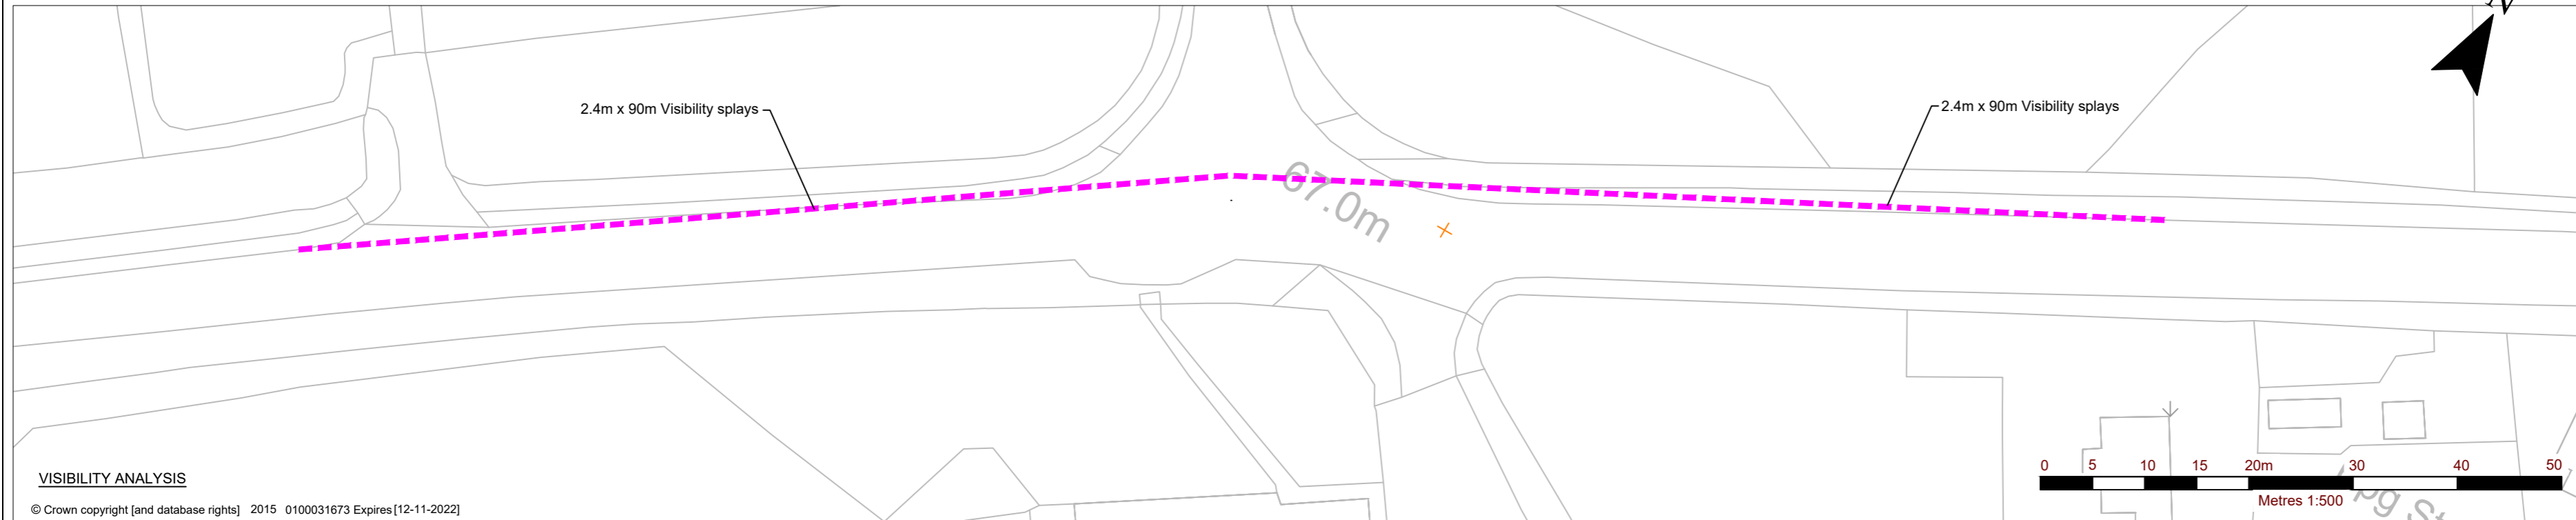 N
2.4m x 90m Visibility splays
2.4m x 90m Visibility splays
67.0m
VISIBILITY ANALYSIS
© Crown copyright [and database rights] 2015 0100031673 Expires[12-11-2022]
0 5 10 15 20m 30 40 50
Metres 1:500